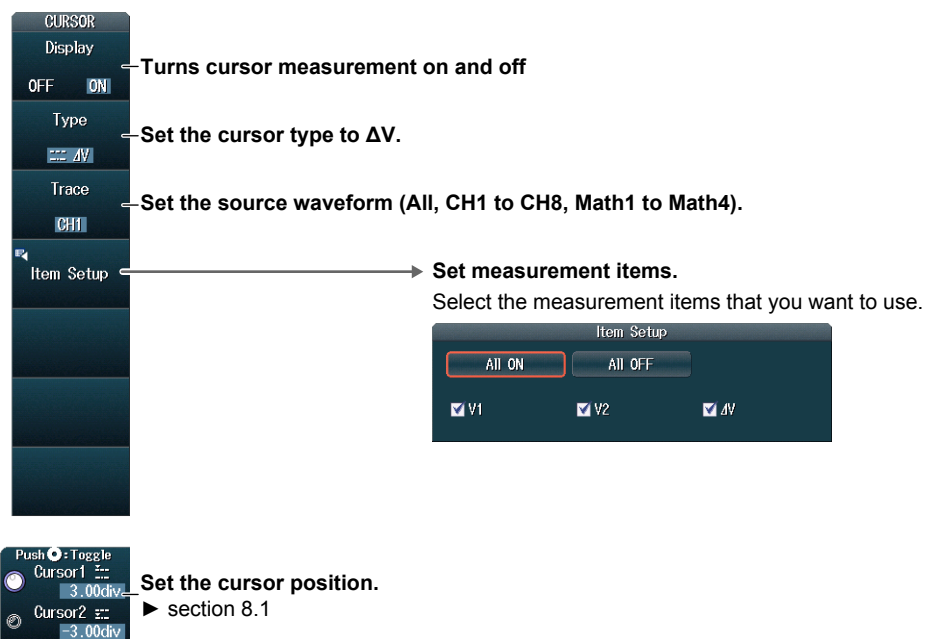 CURSOR
Display
OFF ON
Turns cursor measurement on and off
Type
ΔV
Set the cursor type to ΔV.
Trace
CH1
Set the source waveform (All, CH1 to CH8, Math1 to Math4).
Item Setup
Set measurement items.
Select the measurement items that you want to use.
Item Setup
All ON All OFF
V1 V2 ΔV
Push :Toggle
Cursor1
3.00div
Set the cursor position.
► section 8.1
Cursor2
-3.00div